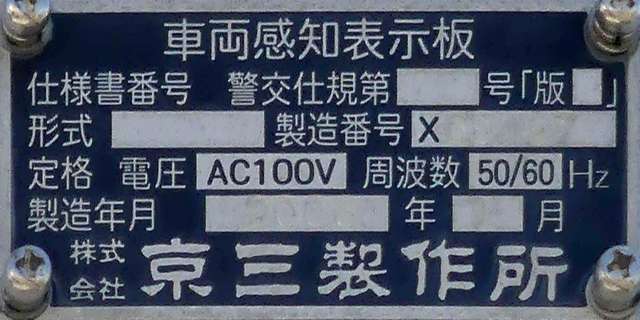 車両感知表示板
仕様書番号 警交仕規第 号「版 」
形式 製造番号 X
定格 電圧 AC100V 周波数 50/60 Hz
製造年月 年 月
株式会社 京三製作所